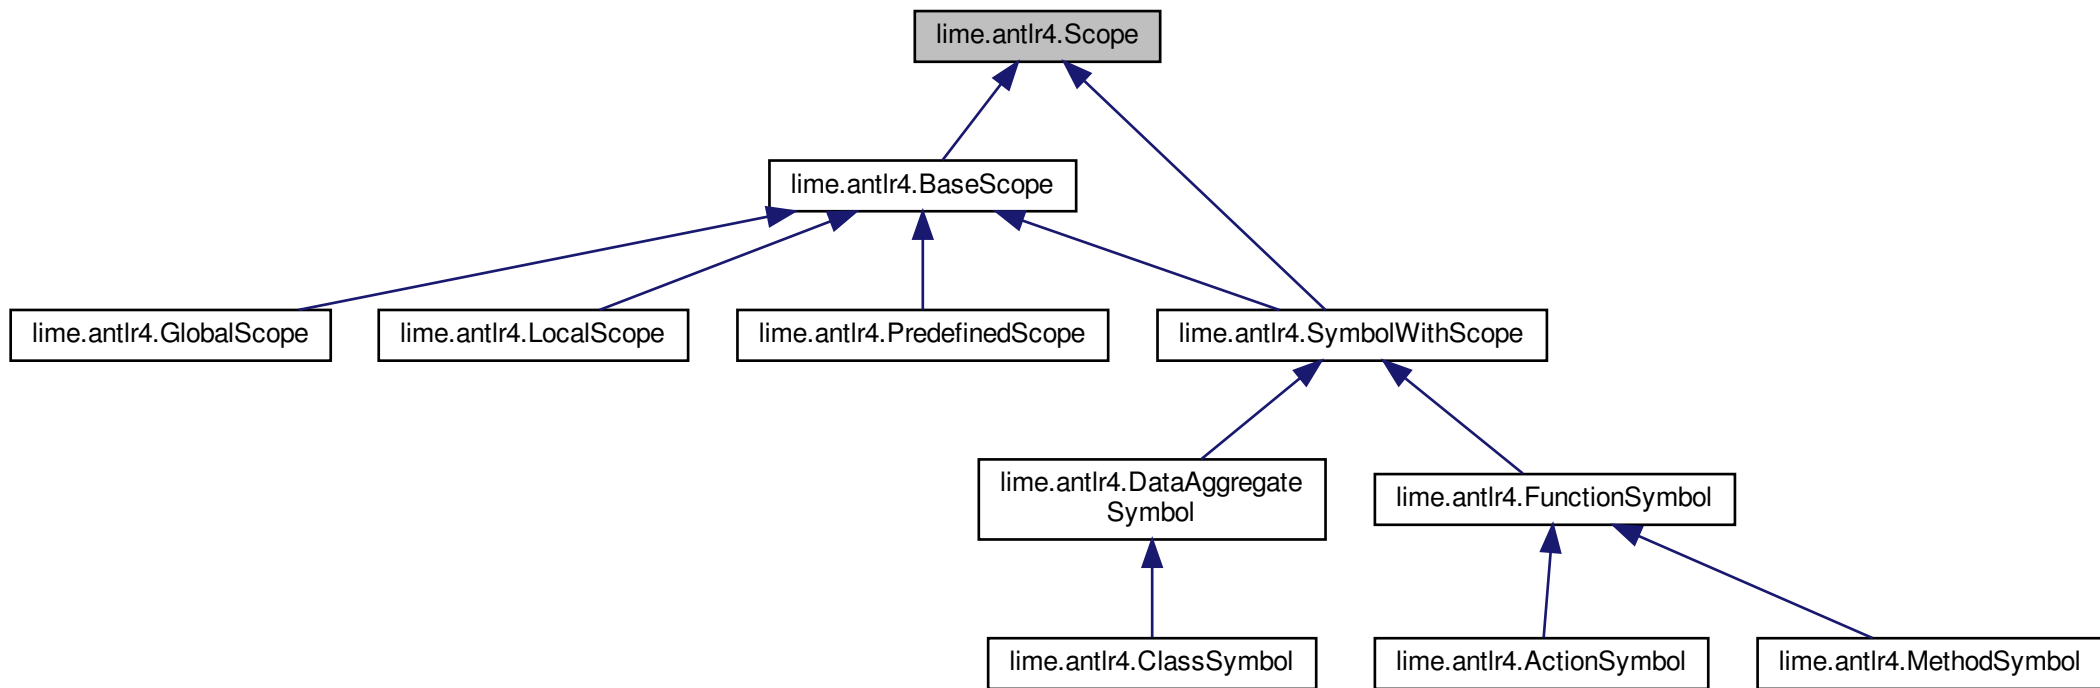 lime.antlr4.Scope
lime.antlr4.BaseScope
lime.antlr4.GlobalScope
lime.antlr4.LocalScope
lime.antlr4.PredefinedScope
lime.antlr4.SymbolWithScope
lime.antlr4.DataAggregate
Symbol
lime.antlr4.FunctionSymbol
lime.antlr4.ClassSymbol
lime.antlr4.ActionSymbol
lime.antlr4.MethodSymbol